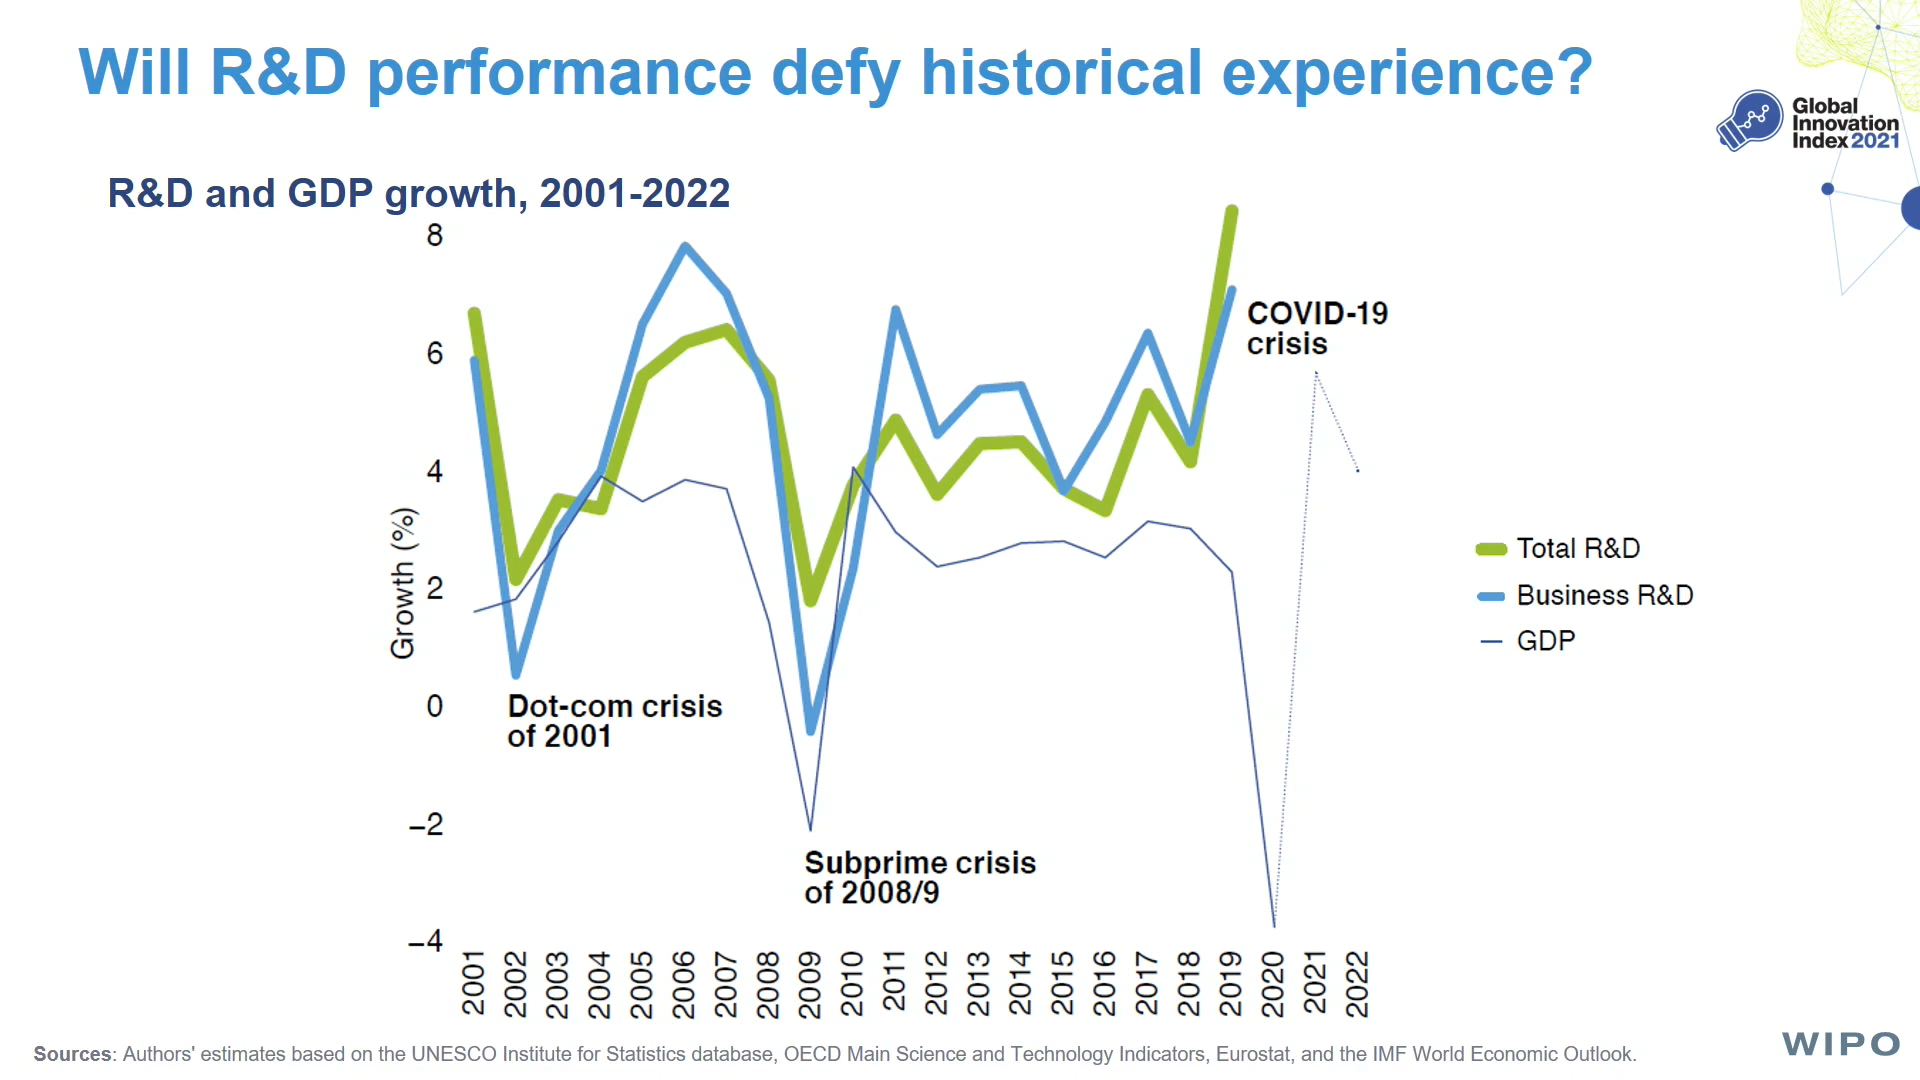 Will R&D performance defy historical experience?
Global
Innovation
Index 2021
R&D and GDP growth, 2001-2022
8
6
4
2
0
−2
−4
Growth (%)
COVID-19
crisis
Dot-com crisis
of 2001
Subprime crisis
of 2008/9
Total R&D
Business R&D
GDP
2001
2002
2003
2004
2005
2006
2007
2008
2009
2010
2011
2012
2013
2014
2015
2016
2017
2018
2019
2020
2021
2022
Sources: Authors' estimates based on the UNESCO Institute for Statistics database, OECD Main Science and Technology Indicators, Eurostat, and the IMF World Economic Outlook.
WIPO